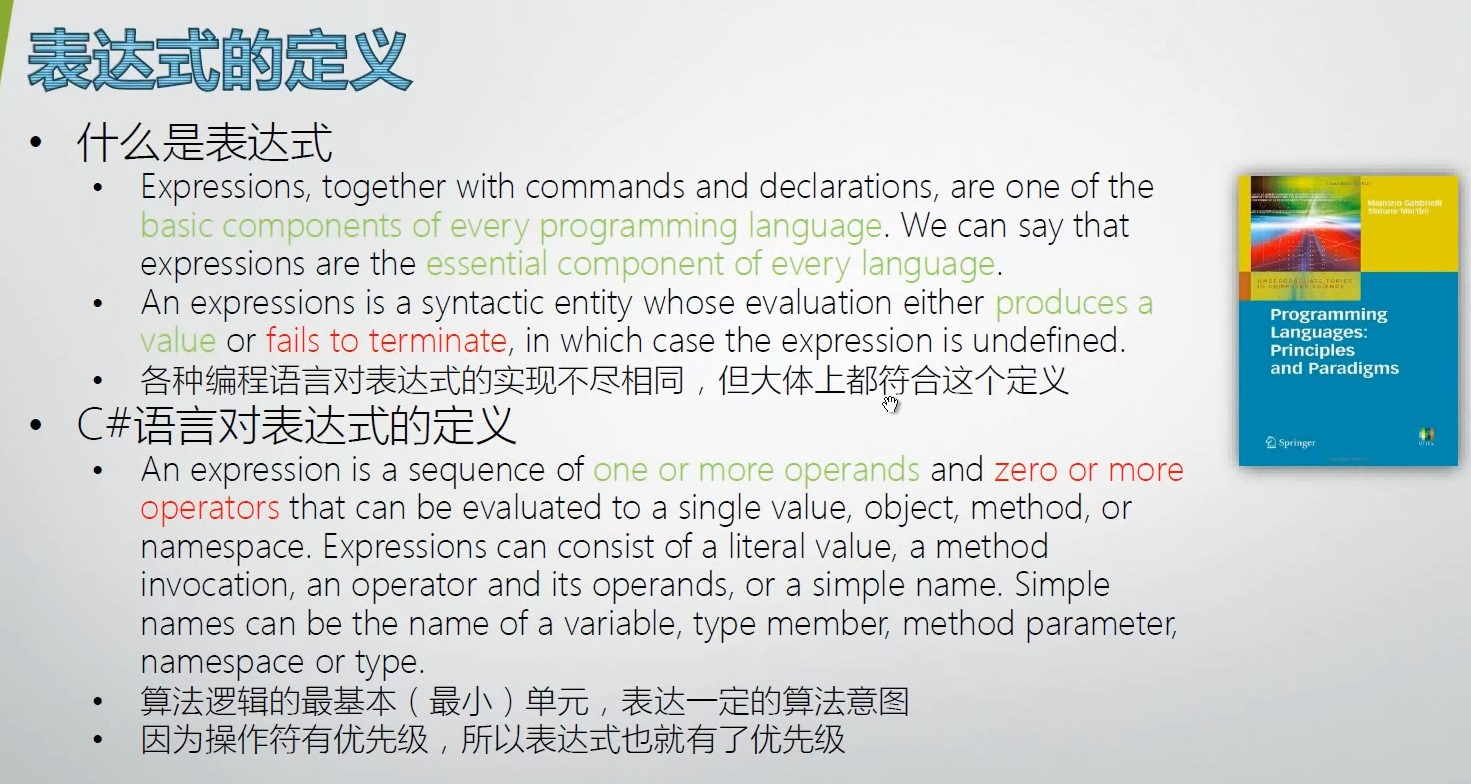 表达式的定义
• 什么是表达式
• Expressions, together with commands and declarations, are one of the
basic components of every programming language. We can say that
expressions are the essential component of every language.
• An expressions is a syntactic entity whose evaluation either produces a
value or fails to terminate, in which case the expression is undefined.
• 各种编程语言对表达式的实现不尽相同，但大体上都符合这个定义
• C#语言对表达式的定义
• An expression is a sequence of one or more operands and zero or more
operators that can be evaluated to a single value, object, method, or
namespace. Expressions can consist of a literal value, a method
invocation, an operator and its operands, or a simple name. Simple
names can be the name of a variable, type member, method parameter,
namespace or type.
• 算法逻辑的最基本（最小）单元，表达一定的算法意图
• 因为操作符有优先级，所以表达式也就有了优先级
Maurizio Gabbrielli
Simone Martini
UNDERGRADUATE TOPICS
IN COMPUTER SCIENCE
Programming
Languages:
Principles
and Paradigms
Springer